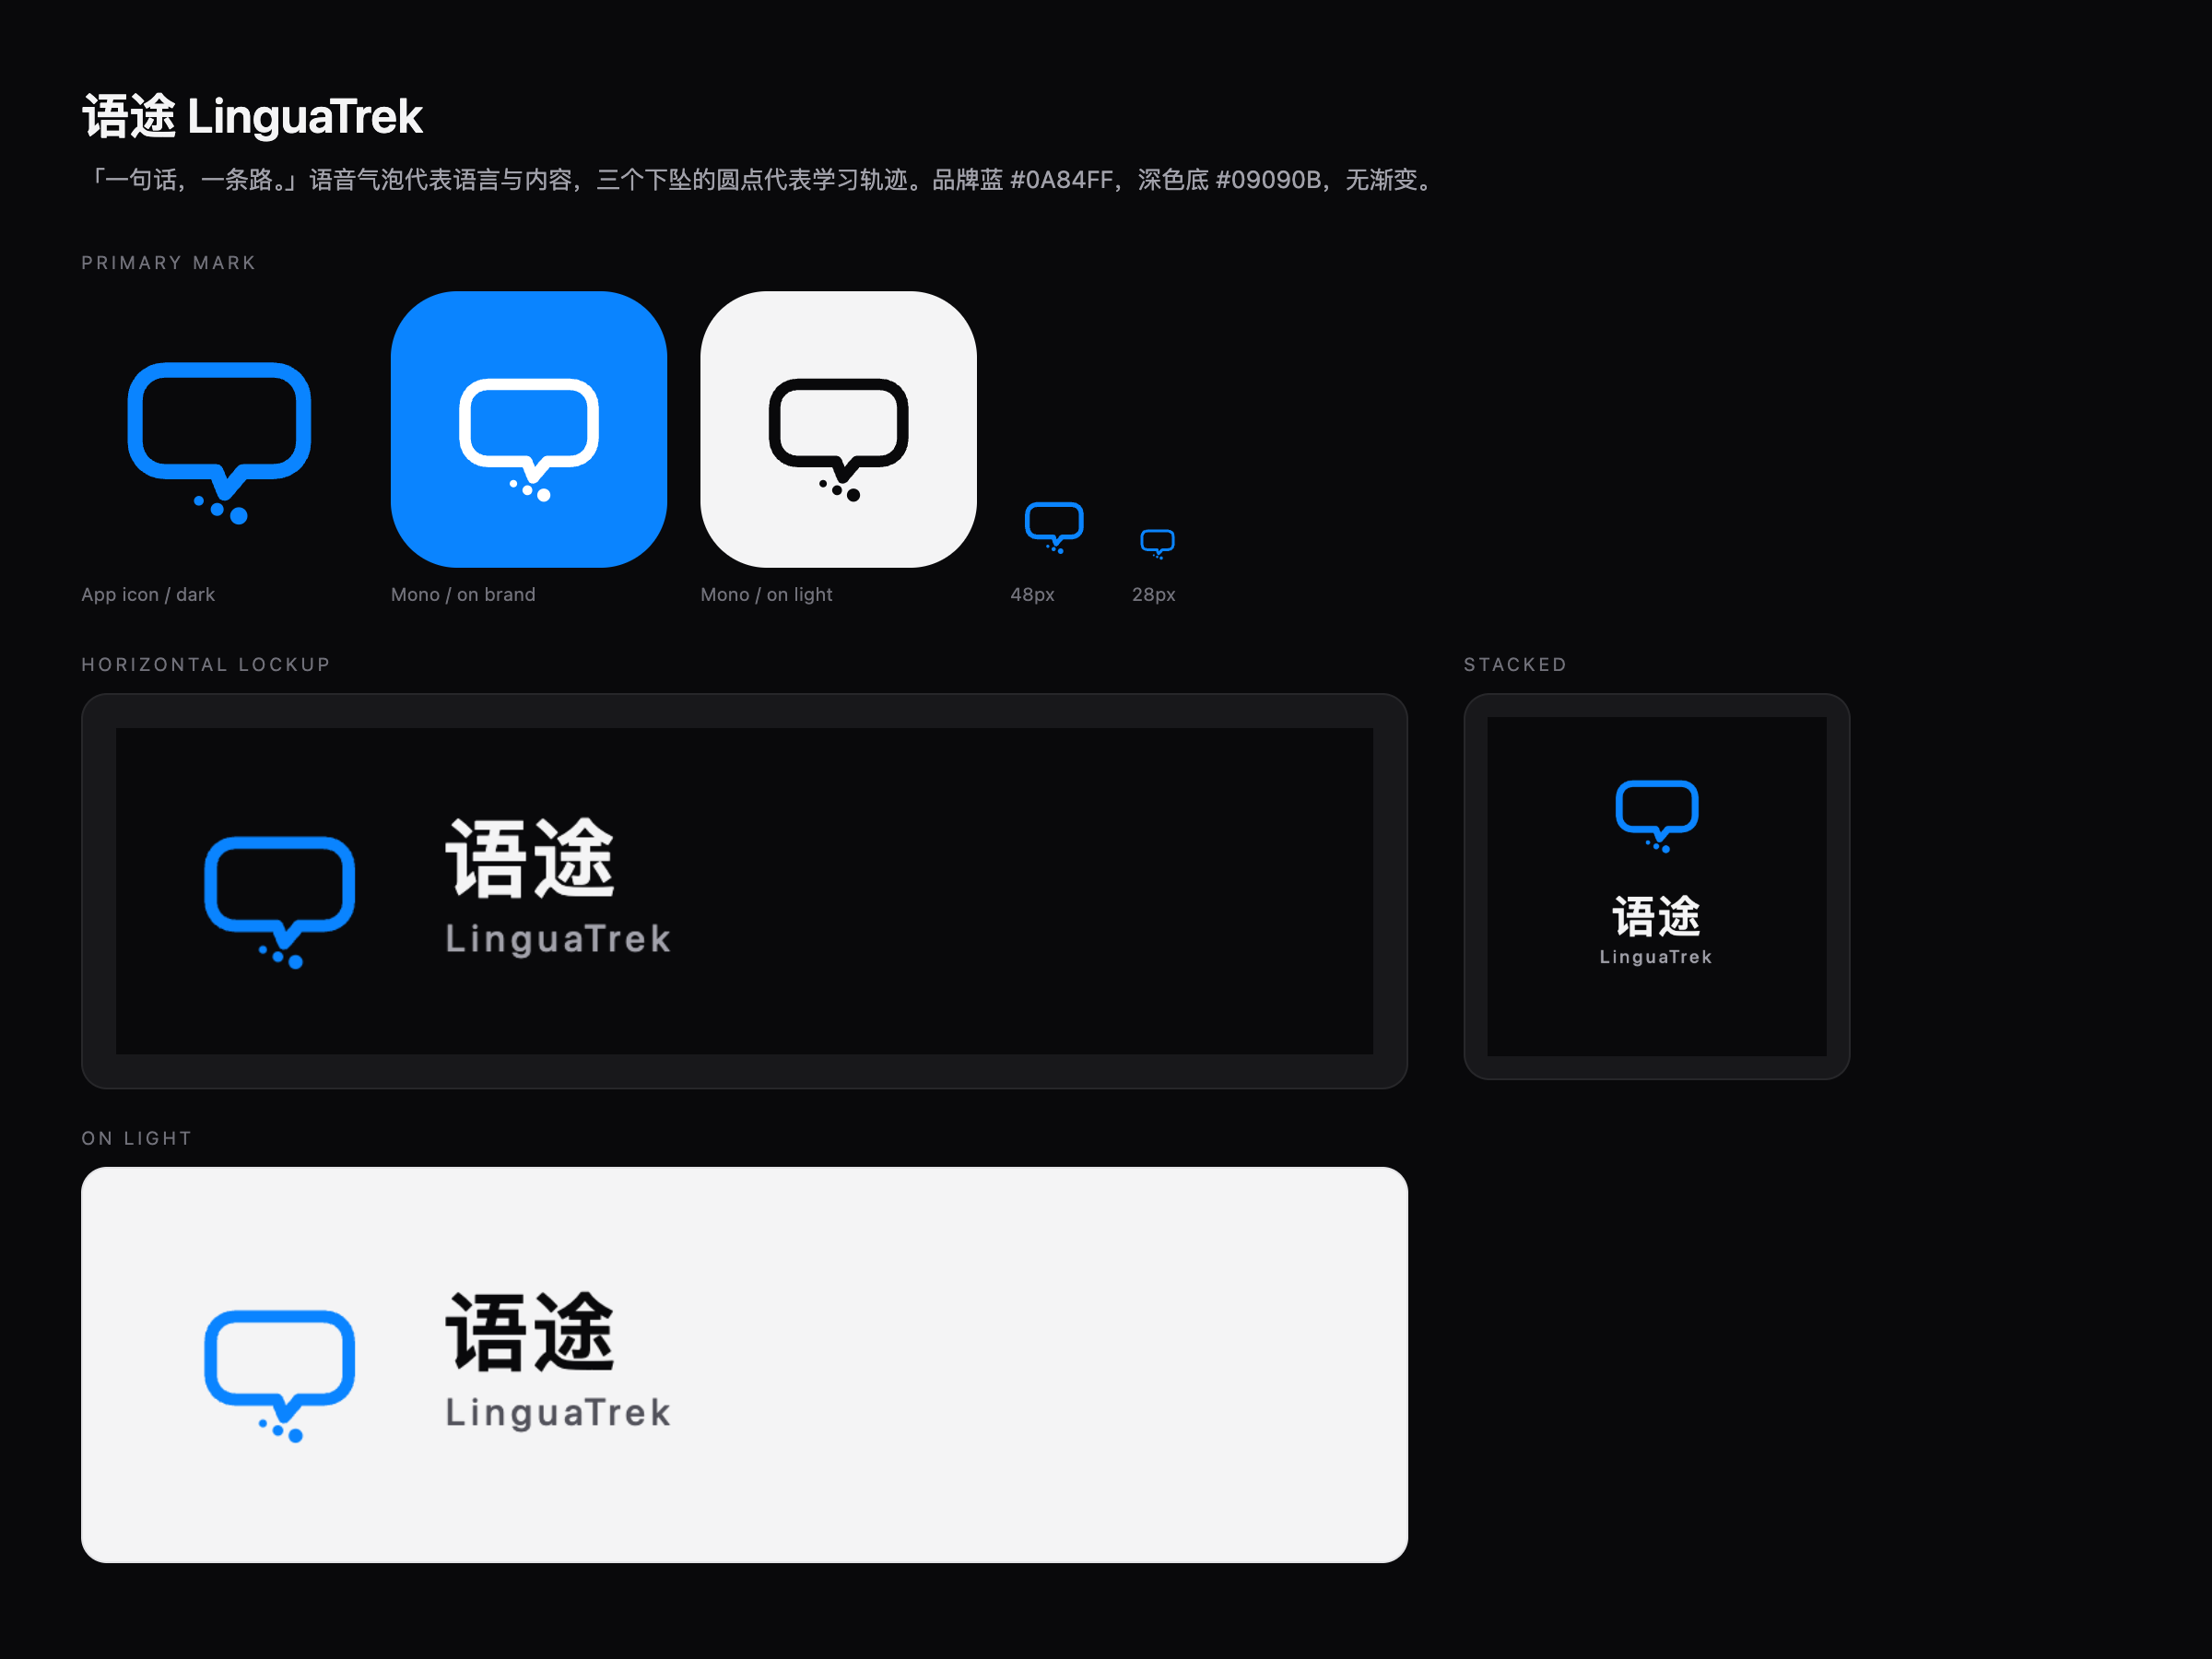 语途 LinguaTrek
「一句话，一条路。」语音气泡代表语言与内容，三个下坠的圆点代表学习轨迹。品牌蓝 #0A84FF，深色底 #09090B，无渐变。
PRIMARY MARK
App icon / dark
Mono / on brand
Mono / on light
48px
28px
HORIZONTAL LOCKUP
语途
LinguaTrek
STACKED
语途
LinguaTrek
ON LIGHT
语途
LinguaTrek